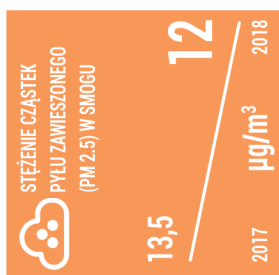 STĘŻENIE CZĄSTEK
PYŁU ZAWIESZONEGO
(PM 2.5) W SMOGU
13,5
12
2017
µg/m³
2018